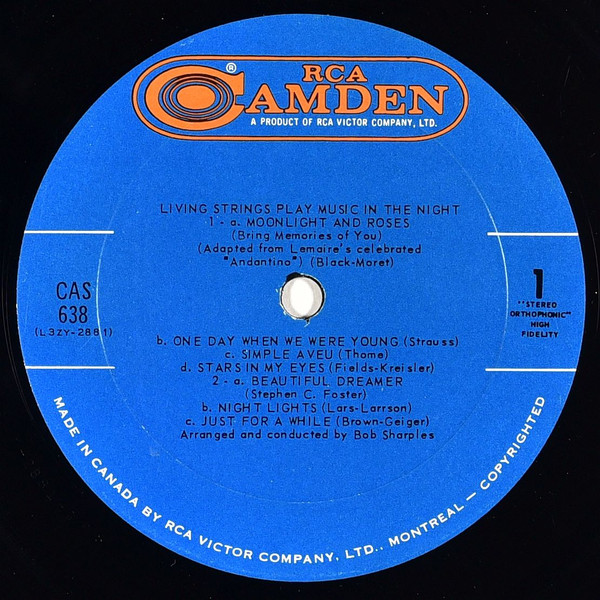 RCA
CAMDEN
®
A PRODUCT OF RCA VICTOR COMPANY, LTD.
LIVING STRINGS PLAY MUSIC IN THE NIGHT
1 - a. MOONLIGHT AND ROSES
(Bring Memories of You)
(Adapted from Lemaire's celebrated
"Andantino") (Black-Moret)
CAS
638
(L3ZY-2881)
1
"STEREO
ORTHOPHONIC"
HIGH
FIDELITY
b. ONE DAY WHEN WE WERE YOUNG (Strauss)
c. SIMPLE AVEU (Thome)
d. STARS IN MY EYES (Fields-Kreisler)
2 - a. BEAUTIFUL DREAMER
(Stephen C. Foster)
b. NIGHT LIGHTS (Lars-Larrson)
c. JUST FOR A WHILE (Brown-Geiger)
Arranged and conducted by Bob Sharples
MADE IN CANADA BY RCA VICTOR COMPANY, LTD., MONTREAL — COPYRIGHTED